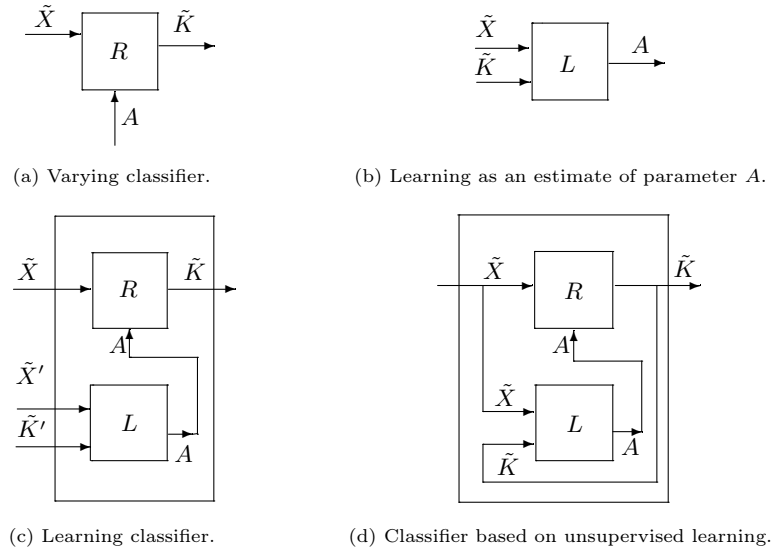 X̃
K̃
R
A
(a) Varying classifier.
X̃
K̃
A
L
(b) Learning as an estimate of parameter A.
X̃
K̃
R
A
X̃′
K̃′
L
A
(c) Learning classifier.
X̃
K̃
R
A
X̃
K̃
L
A
(d) Classifier based on unsupervised learning.